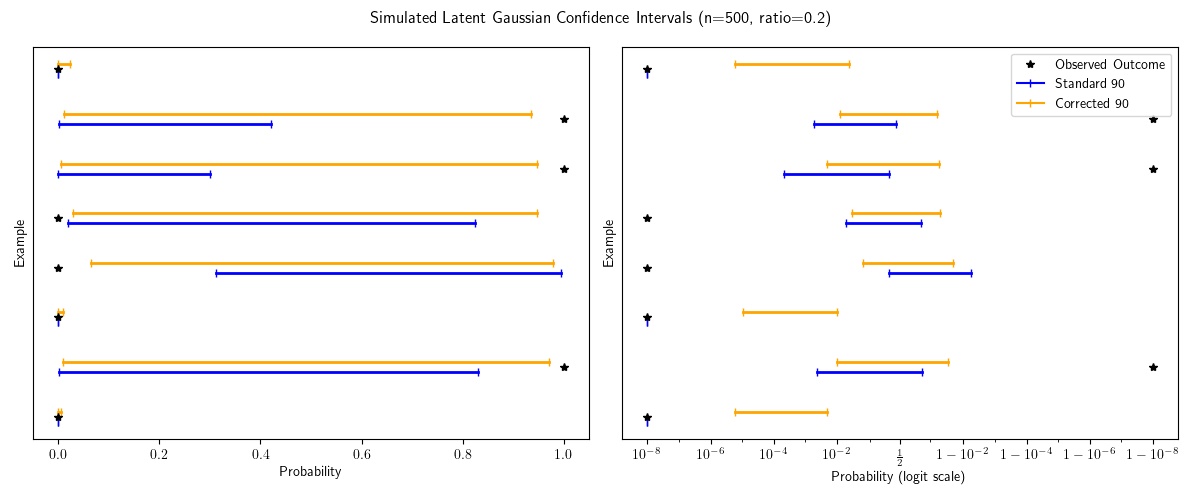 Simulated Latent Gaussian Confidence Intervals (n=500, ratio=0.2)
Example
0.0 0.2 0.4 0.6 0.8 1.0
Probability
Example
Observed Outcome
Standard 90
Corrected 90
10⁻⁸ 10⁻⁶ 10⁻⁴ 10⁻² 1/2 1 − 10⁻² 1 − 10⁻⁴ 1 − 10⁻⁶ 1 − 10⁻⁸
Probability (logit scale)